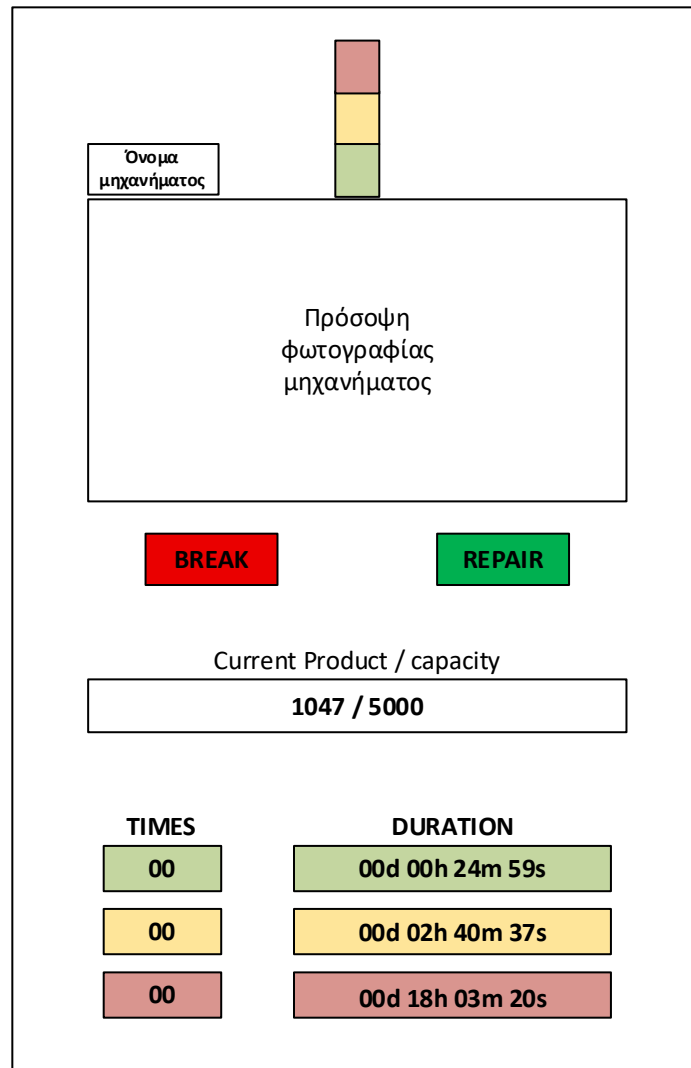 Όνομα
μηχανήματος
Πρόσοψη
φωτογραφίας
μηχανήματος
BREAK REPAIR
Current Product / capacity
1047 / 5000
TIMES DURATION
00 00d 00h 24m 59s
00 00d 02h 40m 37s
00 00d 18h 03m 20s